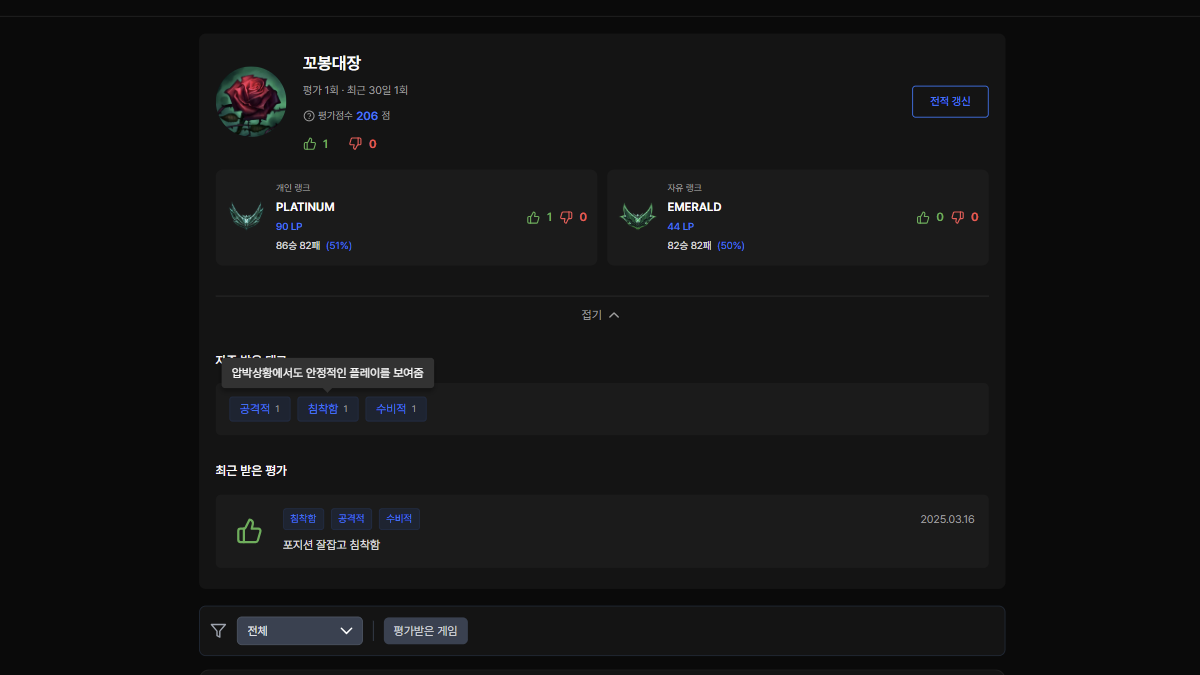 꼬봉대장
평가 1회 · 최근 30일 1회
평가점수 206 점
1 0
전적 갱신
개인 랭크
PLATINUM
90 LP
86승 82패 (51%)
1 0
자유 랭크
EMERALD
44 LP
82승 82패 (50%)
0 0
접기
압박상황에서도 안정적인 플레이를 보여줌
공격적 1 침착함 1 수비적 1
최근 받은 평가
침착함 공격적 수비적
2025.03.16
포지션 잘잡고 침착함
전체
평가받은 게임